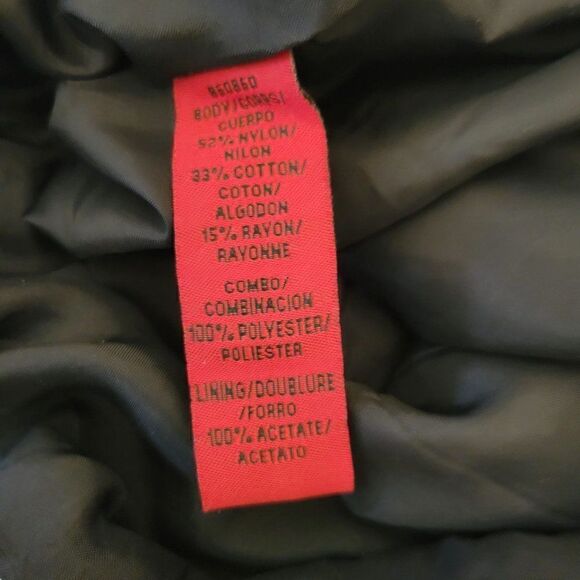 860860
BODY/CORPS/
CUERPO
52% NYLON/
NILON
33% COTTON/
COTON/
ALGODON
15% RAYON/
RAYONNE
COMBO/
COMBINACION
100% POLYESTER/
POLIESTER
LINING/DOUBLURE
/FORRO
100% ACETATE/
ACETATO